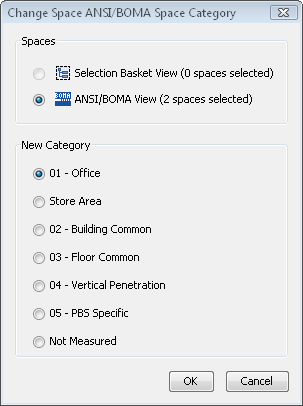 Change Space ANSI/BOMA Space Category
Spaces
Selection Basket View (0 spaces selected)
BOMA
ANSI/BOMA View (2 spaces selected)
New Category
01 - Office
Store Area
02 - Building Common
03 - Floor Common
04 - Vertical Penetration
05 - PBS Specific
Not Measured
OK
Cancel